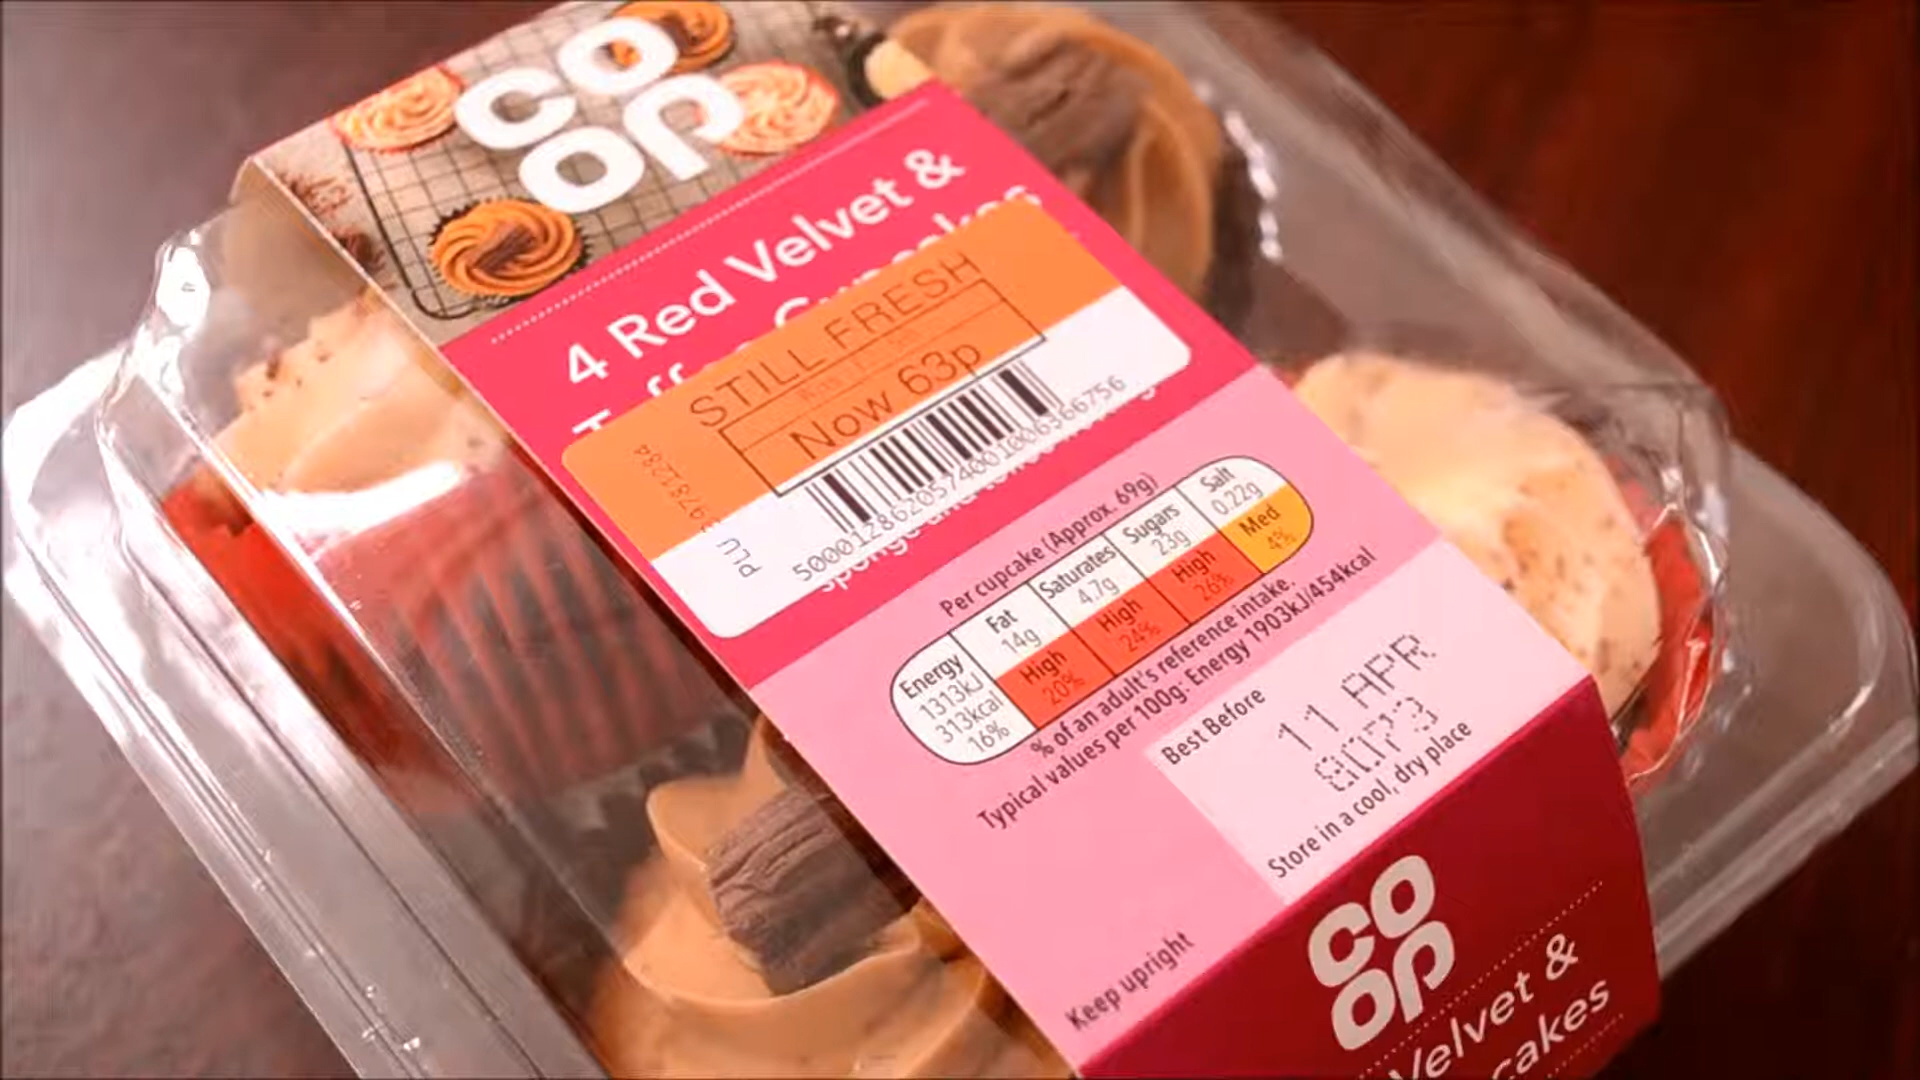 CO
OP
4 Red Velvet &
STILL FRESH
Now 63p
PLU
Per cupcake (Approx. 69g)
Energy
1313kJ
313kcal
16%
Fat
14g
High
20%
Saturates
4.7g
High
24%
Sugars
23g
High
26%
Salt
0.22g
Med
4%
% of an adult's reference intake.
Typical values per 100g: Energy 1903kJ/454kcal
Best Before
11 APR
8073
Store in a cool, dry place
Keep upright
CO
OP
Velvet &
cakes